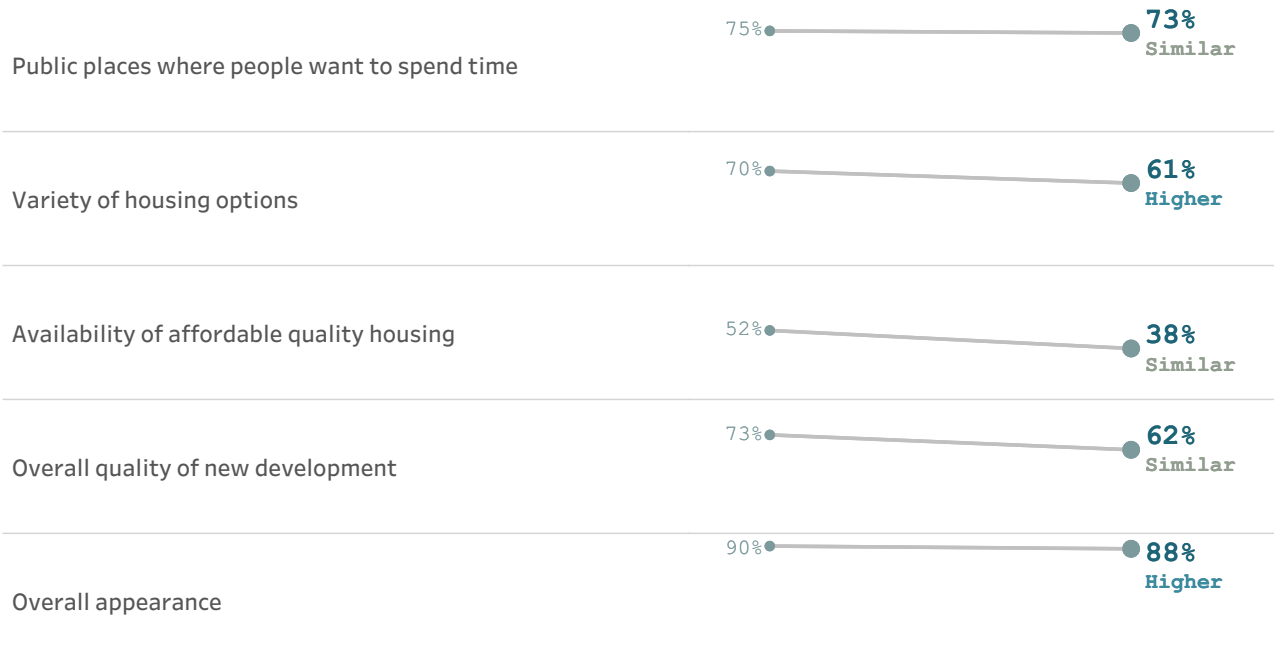 75%
73%
Similar
Public places where people want to spend time
70%
61%
Higher
Variety of housing options
52%
38%
Similar
Availability of affordable quality housing
73%
62%
Similar
Overall quality of new development
90%
88%
Higher
Overall appearance